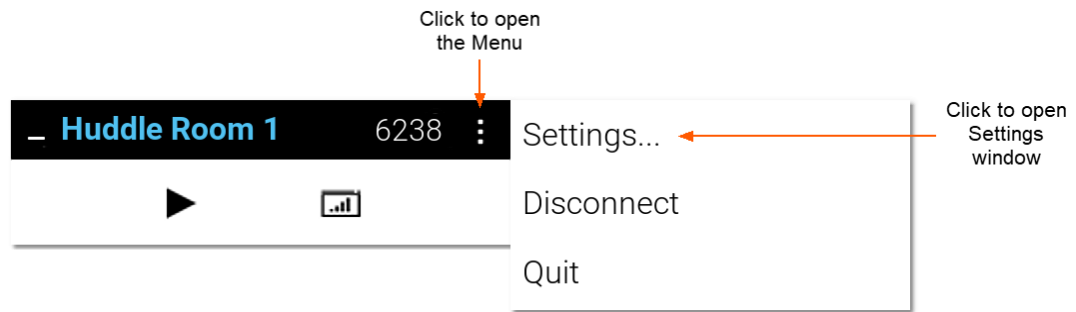 Click to open
the Menu
Huddle Room 1 6238
Settings...
Click to open
Settings
window
Disconnect
Quit